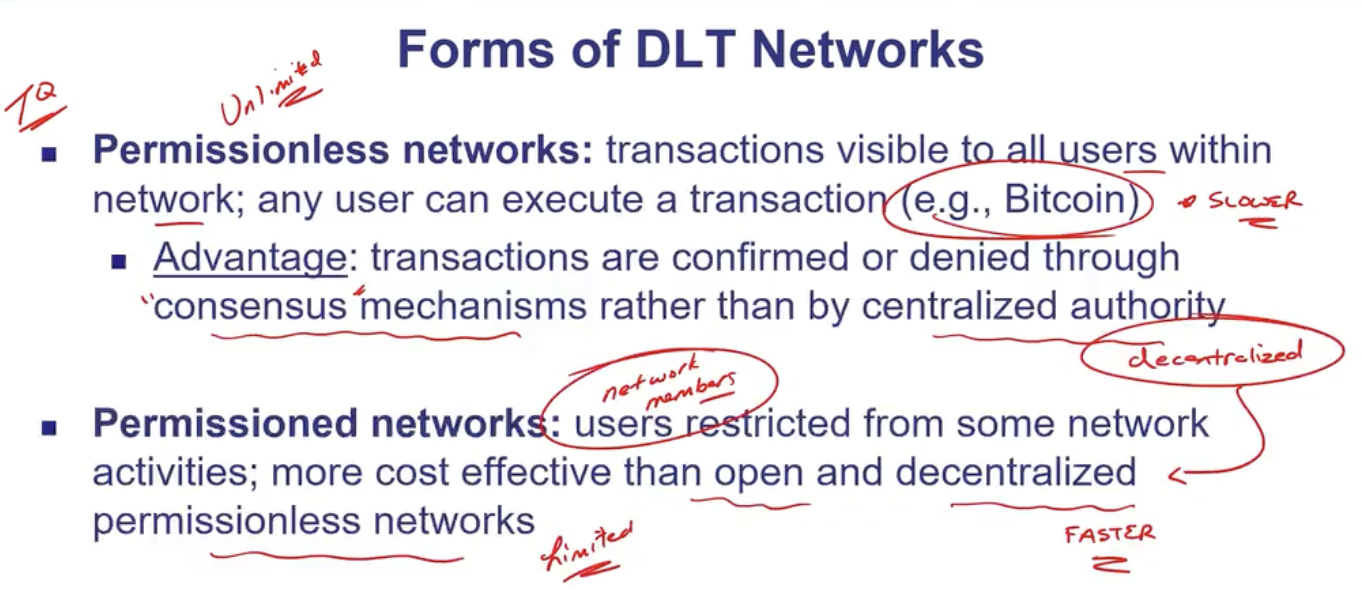 Forms of DLT Networks
TQ
Unlimited
▪ Permissionless networks: transactions visible to all users within
network; any user can execute a transaction (e.g., Bitcoin)
SLOWER
▪ Advantage: transactions are confirmed or denied through
"consensus" mechanisms rather than by centralized authority
decentralized
network
members
▪ Permissioned networks: users restricted from some network
activities; more cost effective than open and decentralized
permissionless networks
Limited
FASTER